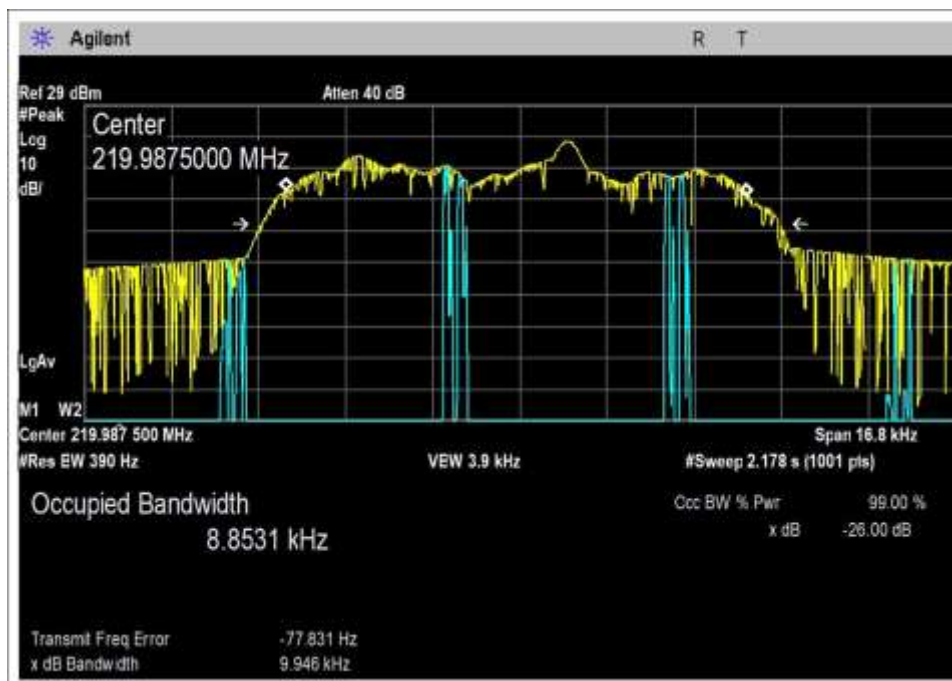 Agilent
R T
Ref 29 dBm Atten 40 dB
#Peak
Log
10
dB/
Center
219.9875000 MHz
LgAv
M1 W2
Center 219.987 500 MHz Span 16.8 kHz
#Res EW 390 Hz VEW 3.9 kHz #Sweep 2.178 s (1001 pts)
Occupied Bandwidth
8.8531 kHz
Occ BW % Pwr 99.00 %
x dB -26.00 dB
Transmit Freq Error -77.831 Hz
x dB Bandwidth 9.946 kHz